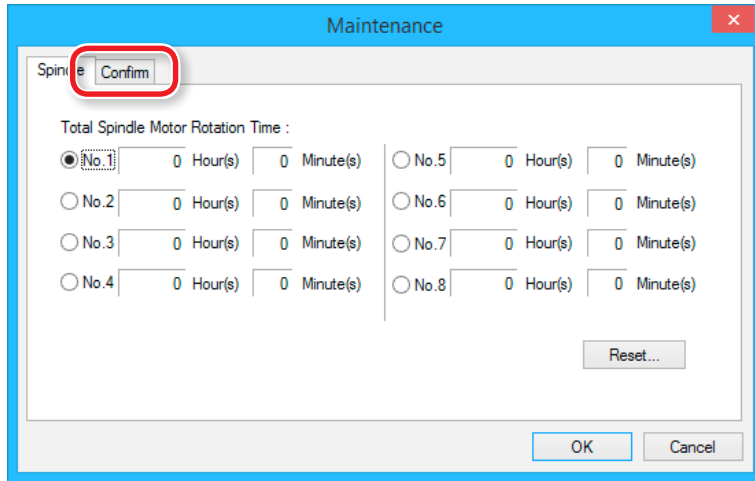 Maintenance
Spindle Confirm
Total Spindle Motor Rotation Time :
No.1 0 Hour(s) 0 Minute(s) No.5 0 Hour(s) 0 Minute(s)
No.2 0 Hour(s) 0 Minute(s) No.6 0 Hour(s) 0 Minute(s)
No.3 0 Hour(s) 0 Minute(s) No.7 0 Hour(s) 0 Minute(s)
No.4 0 Hour(s) 0 Minute(s) No.8 0 Hour(s) 0 Minute(s)
Reset...
OK Cancel